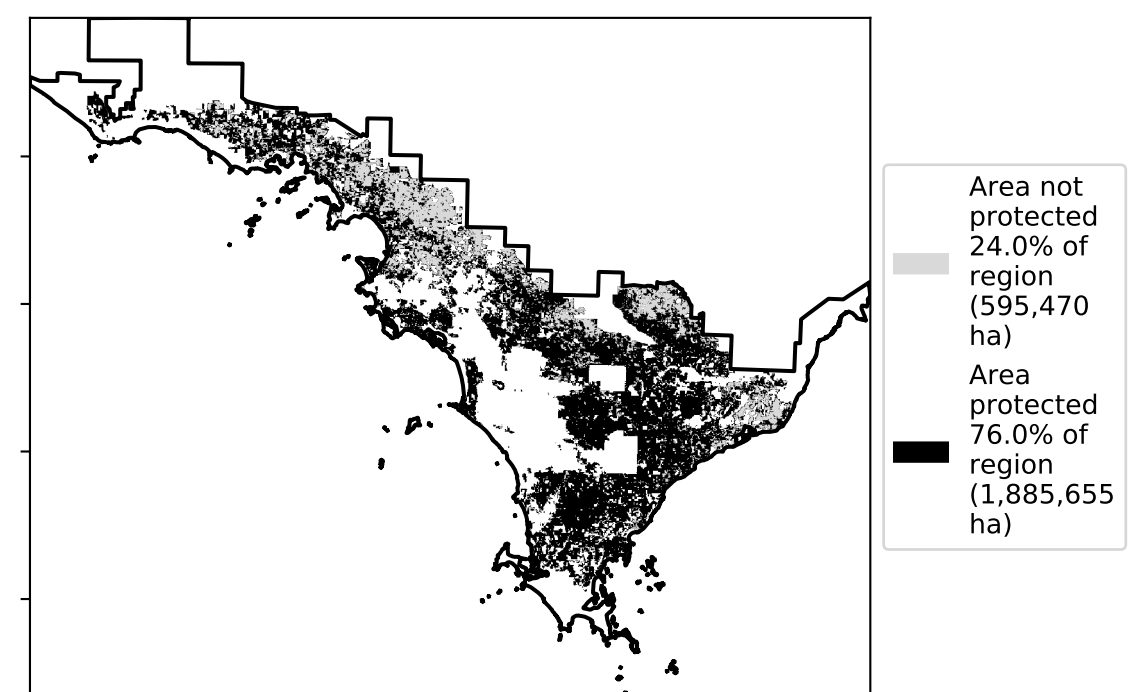 Area not
protected
24.0% of
region
(595,470
ha)
Area
protected
76.0% of
region
(1,885,655
ha)